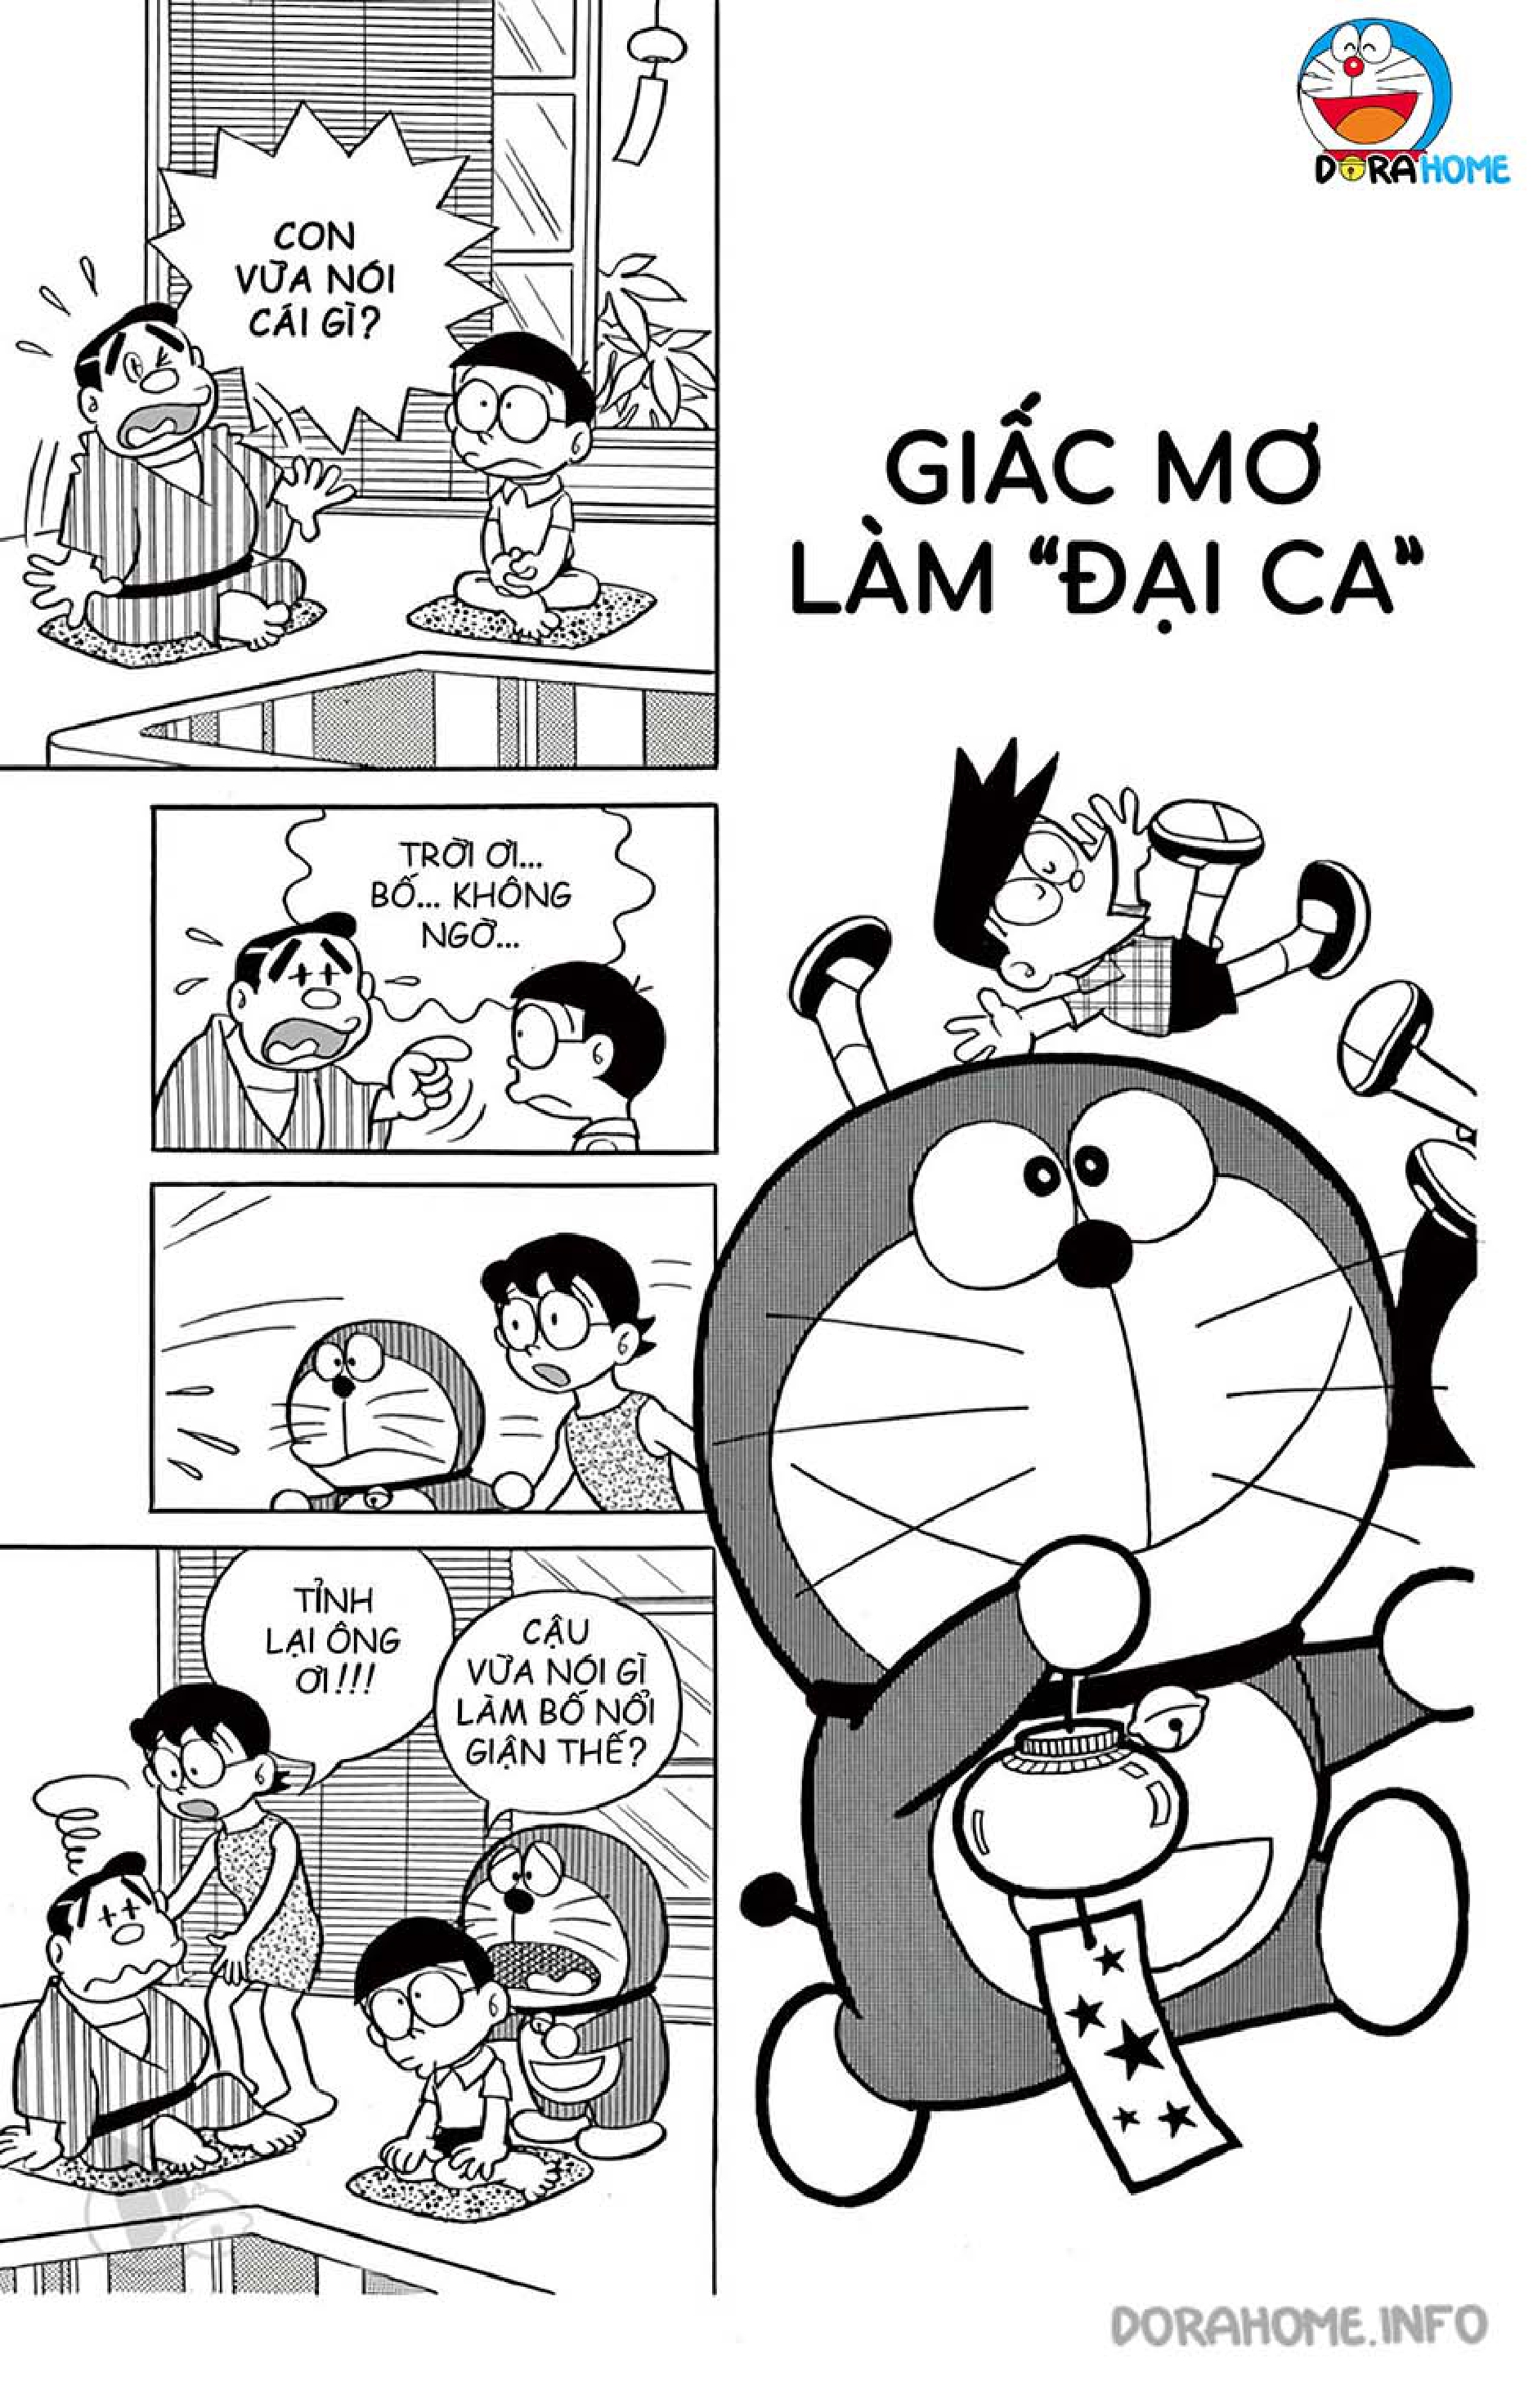 DORAHOME
GIẤC MƠ
LÀM “ĐẠI CA”
CON
VỪA NÓI
CÁI GÌ?
TRỜI ƠI...
BỐ... KHÔNG
NGỜ...
TỈNH
LẠI ÔNG
ƠI!!!
CẬU
VỪA NÓI GÌ
LÀM BỐ NỔI
GIẬN THẾ?
DORAHOME.INFO